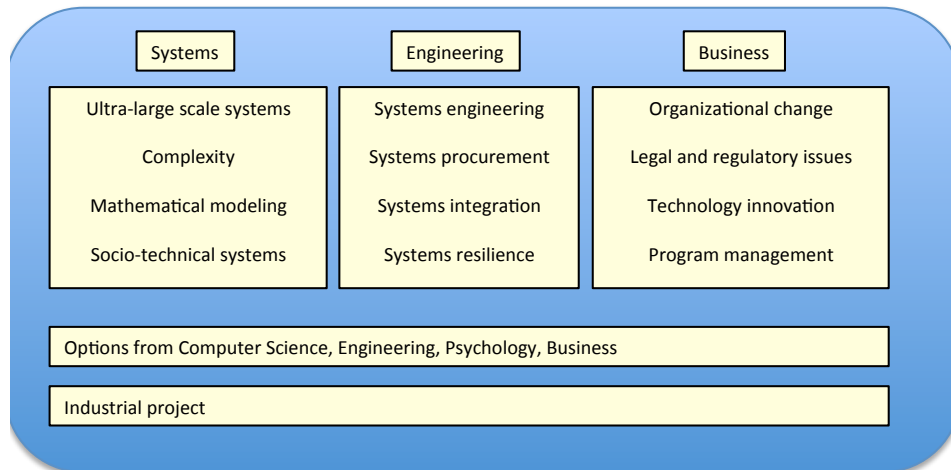 Systems
Engineering
Business
Ultra-large scale systems
Complexity
Mathematical modeling
Socio-technical systems
Systems engineering
Systems procurement
Systems integration
Systems resilience
Organizational change
Legal and regulatory issues
Technology innovation
Program management
Options from Computer Science, Engineering, Psychology, Business
Industrial project